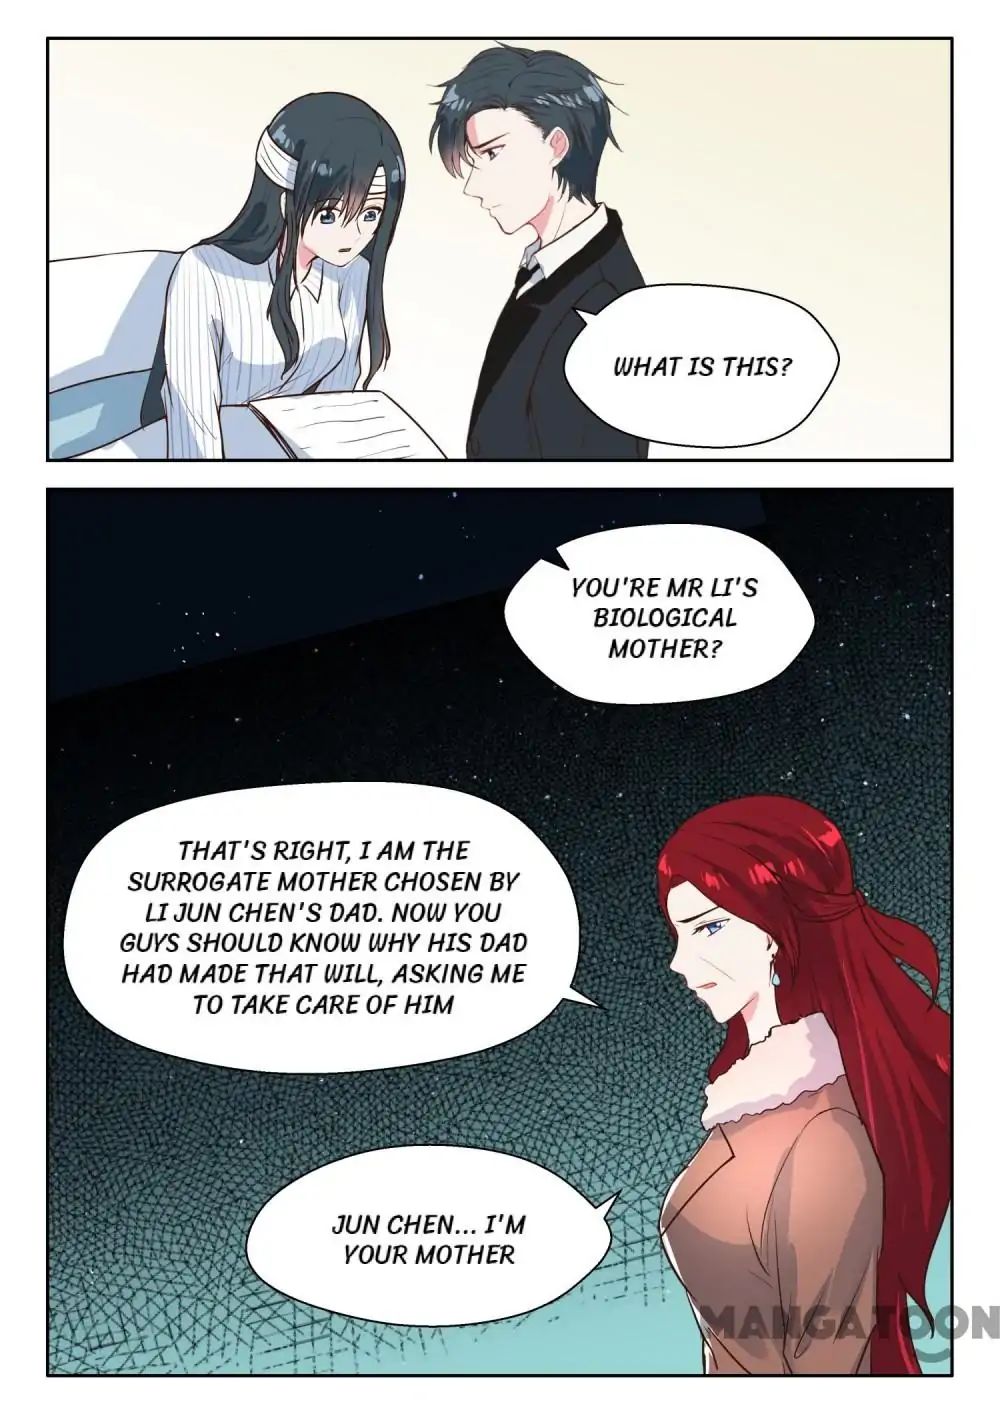 WHAT IS THIS?
YOU'RE MR LI'S
BIOLOGICAL
MOTHER?
THAT'S RIGHT, I AM THE
SURROGATE MOTHER CHOSEN BY
LI JUN CHEN'S DAD. NOW YOU
GUYS SHOULD KNOW WHY HIS DAD
HAD MADE THAT WILL, ASKING ME
TO TAKE CARE OF HIM
JUN CHEN... I'M
YOUR MOTHER
MANGATOON